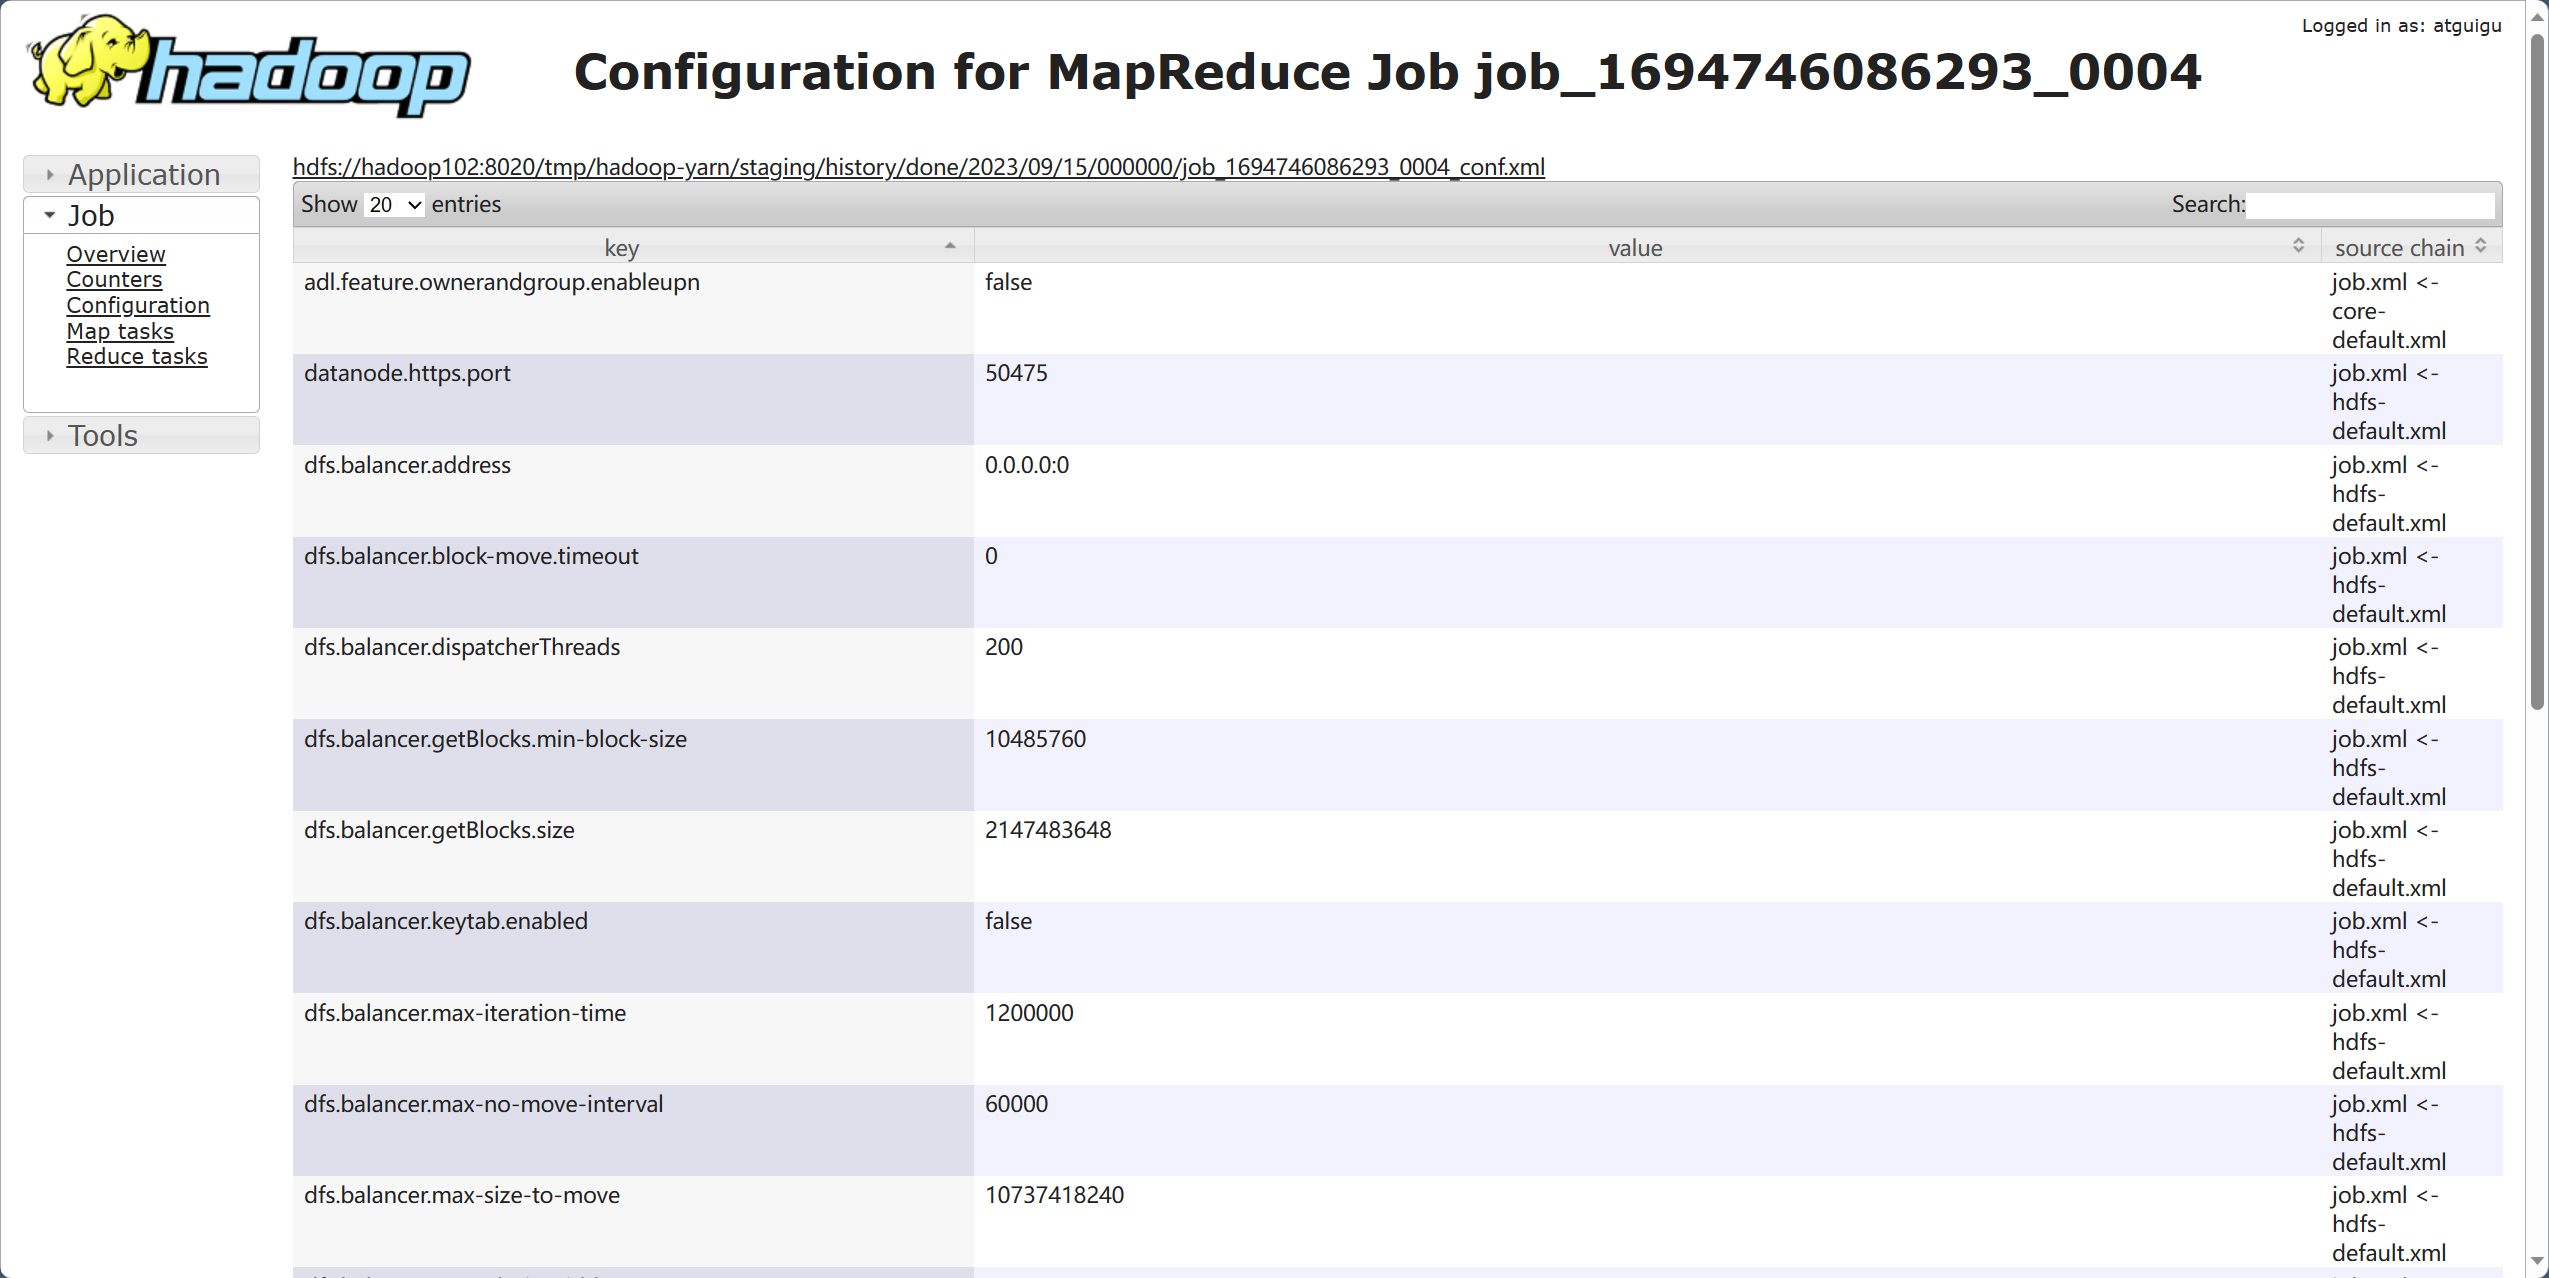 Logged in as: atguigu
hadoop
Configuration for MapReduce Job job_1694746086293_0004
Application
Job
Overview
Counters
Configuration
Map tasks
Reduce tasks
Tools
hdfs://hadoop102:8020/tmp/hadoop-yarn/staging/history/done/2023/09/15/000000/job_1694746086293_0004_conf.xml
Show 20 entries Search:
key value source chain
adl.feature.ownerandgroup.enableupn false job.xml <-
core-
default.xml
datanode.https.port 50475 job.xml <-
hdfs-
default.xml
dfs.balancer.address 0.0.0.0:0 job.xml <-
hdfs-
default.xml
dfs.balancer.block-move.timeout 0 job.xml <-
hdfs-
default.xml
dfs.balancer.dispatcherThreads 200 job.xml <-
hdfs-
default.xml
dfs.balancer.getBlocks.min-block-size 10485760 job.xml <-
hdfs-
default.xml
dfs.balancer.getBlocks.size 2147483648 job.xml <-
hdfs-
default.xml
dfs.balancer.keytab.enabled false job.xml <-
hdfs-
default.xml
dfs.balancer.max-iteration-time 1200000 job.xml <-
hdfs-
default.xml
dfs.balancer.max-no-move-interval 60000 job.xml <-
hdfs-
default.xml
dfs.balancer.max-size-to-move 10737418240 job.xml <-
hdfs-
default.xml